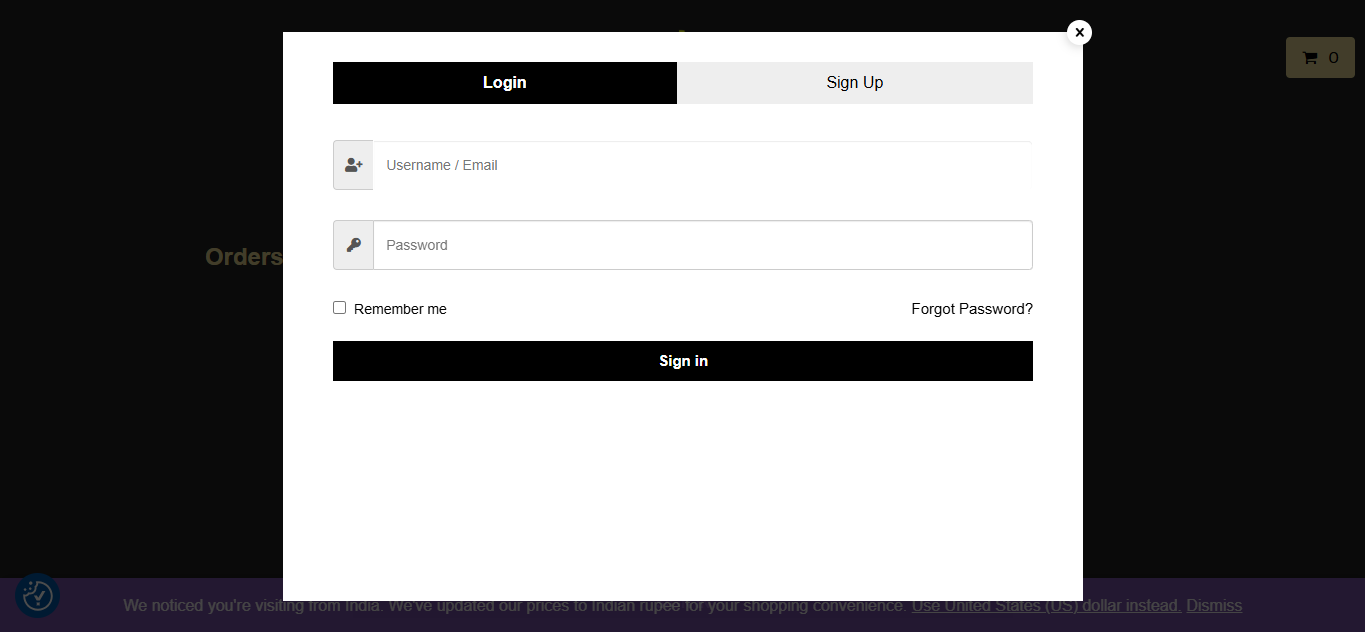 0
Login
Sign Up
Username / Email
Password
Orders
Remember me
Forgot Password?
Sign in
We noticed you're visiting from India. We've updated our prices to Indian rupee for your shopping convenience. Use United States (US) dollar instead. Dismiss